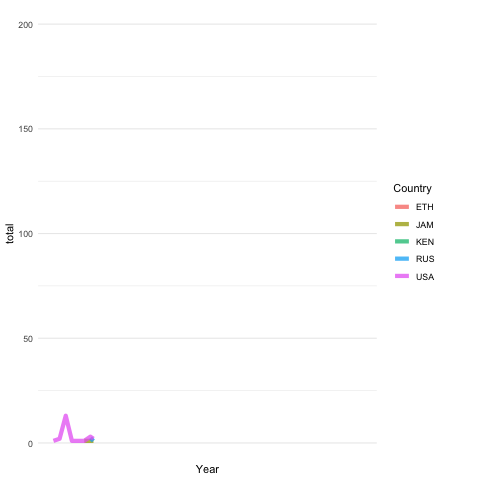 200
150
100
50
0
total
Year
Country
ETH
JAM
KEN
RUS
USA